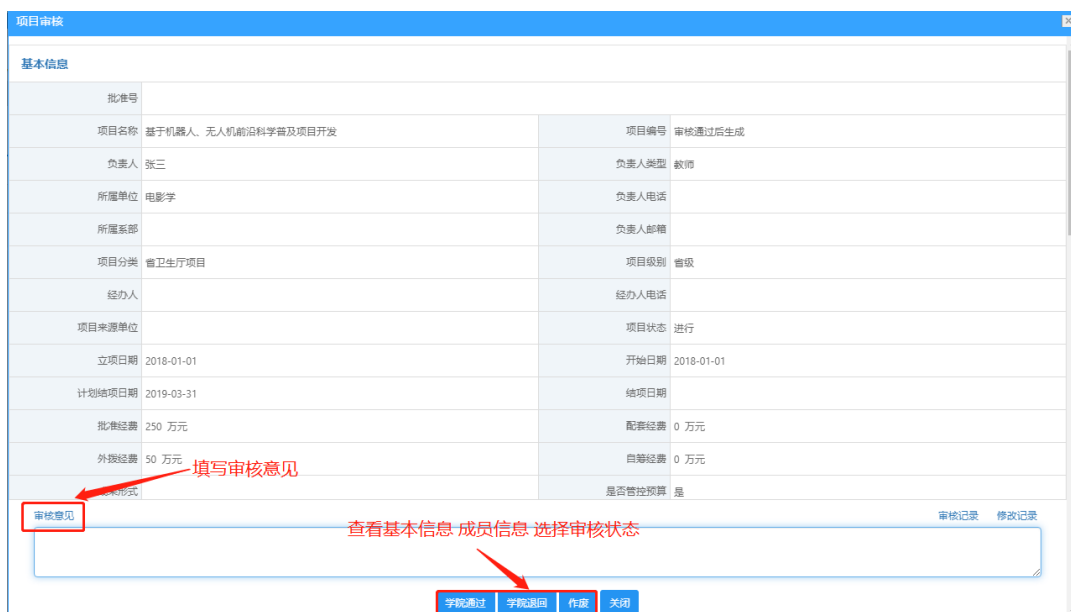 项目审核
基本信息
批准号
项目名称 基于机器人、无人机前沿科学普及项目开发 项目编号 审核通过后生成
负责人 张三 负责人类型 教师
所属单位 电影学 负责人电话
所属系部 负责人邮箱
项目分类 省卫生厅项目 项目级别 省级
经办人 经办人电话
项目来源单位 项目状态 进行
立项日期 2018-01-01 开始日期 2018-01-01
计划结项日期 2019-03-31 结项日期
批准经费 250 万元 配套经费 0 万元
外拨经费 50 万元 自筹经费 0 万元
填写审核意见
形式 是否管控预算 是
审核意见 审核记录 修改记录
查看基本信息 成员信息 选择审核状态
学院通过 学院退回 作废 关闭